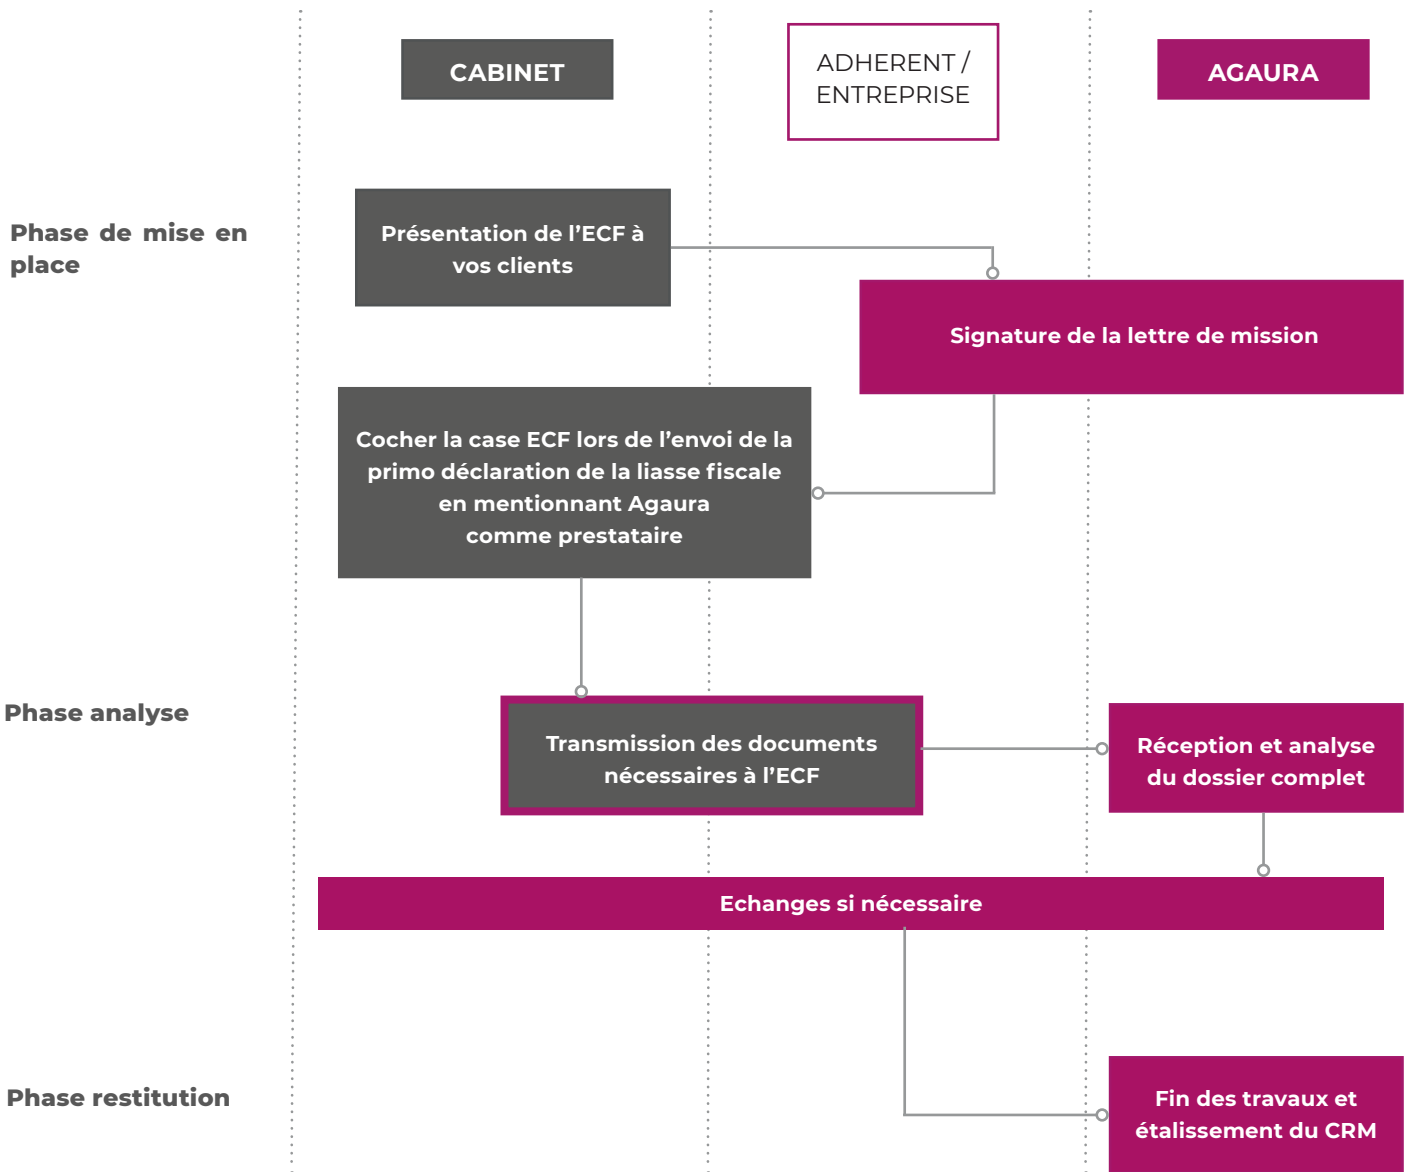 CABINET
ADHERENT /
ENTREPRISE
AGAURA
Phase de mise en
place
Présentation de l’ECF à
vos clients
Signature de la lettre de mission
Cocher la case ECF lors de l’envoi de la
primo déclaration de la liasse fiscale
en mentionnant Agaura
comme prestataire
Phase analyse
Transmission des documents
nécessaires à l’ECF
Réception et analyse
du dossier complet
Echanges si nécessaire
Phase restitution
Fin des travaux et
étalissement du CRM